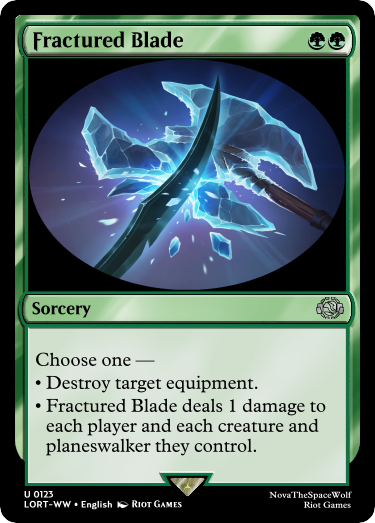 Fractured Blade
Sorcery
Choose one —
• Destroy target equipment.
• Fractured Blade deals 1 damage to
each player and each creature and
planeswalker they control.
U 0123
LORT-WW • English Riot Games
NovaTheSpaceWolf
Riot Games